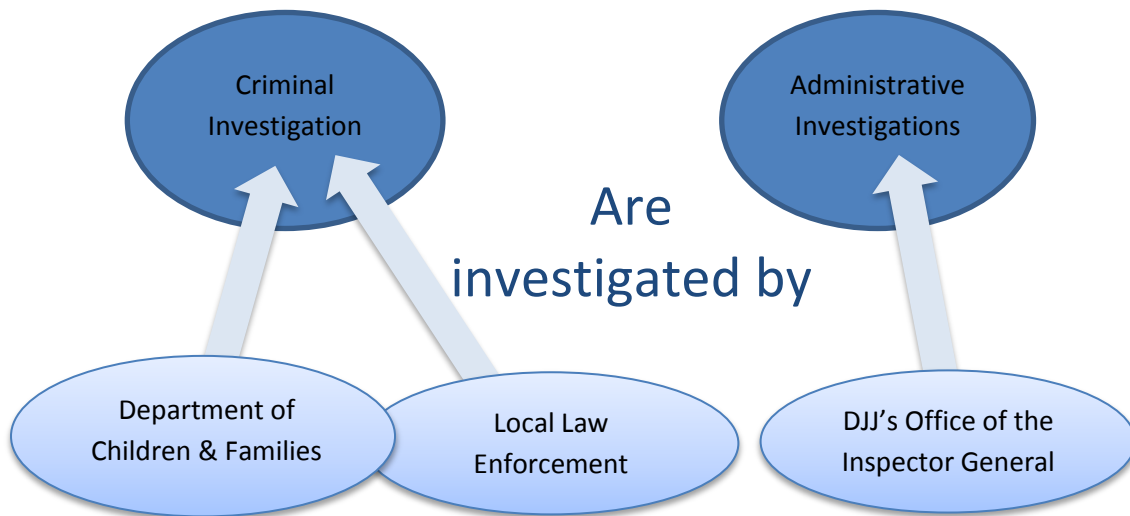 Criminal
Investigation
Administrative
Investigations
Are
investigated by
Department of
Children & Families
Local Law
Enforcement
DJJ’s Office of the
Inspector General